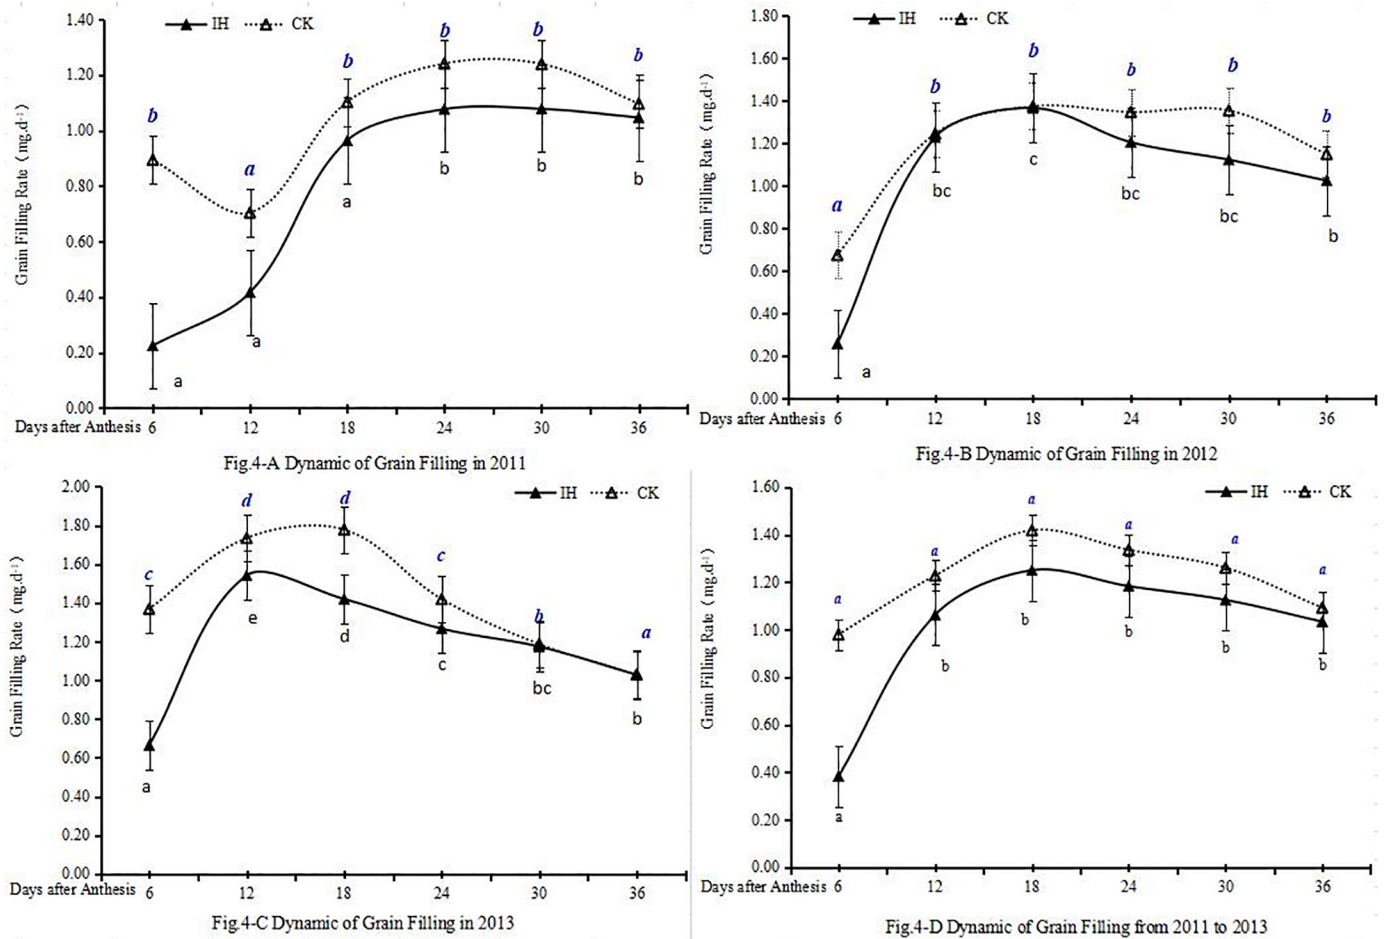 1.40
1.20
1.00
0.80
0.60
0.40
0.20
0.00
Grain Filling Rate (mg.d-1)
IH CK
b a b b b b
a a a b b b
Days after Anthesis 6 12 18 24 30 36
Fig.4-A Dynamic of Grain Filling in 2011
1.80
1.60
1.40
1.20
1.00
0.80
0.60
0.40
0.20
0.00
Grain Filling Rate (mg.d-1)
IH CK
a b b b b b
a bc c bc bc b
Days after Anthesis 6 12 18 24 30 36
Fig.4-B Dynamic of Grain Filling in 2012
2.00
1.80
1.60
1.40
1.20
1.00
0.80
0.60
0.40
0.20
0.00
Grain Filling Rate (mg.d-1)
IH CK
c d d c b a
a e d c bc b
Days after Anthesis 6 12 18 24 30 36
Fig.4-C Dynamic of Grain Filling in 2013
1.60
1.40
1.20
1.00
0.80
0.60
0.40
0.20
0.00
Grain Filling Rate (mg.d-1)
IH CK
a a a a a a
a b b b b b
Days after Anthesis 6 12 18 24 30 36
Fig.4-D Dynamic of Grain Filling from 2011 to 2013